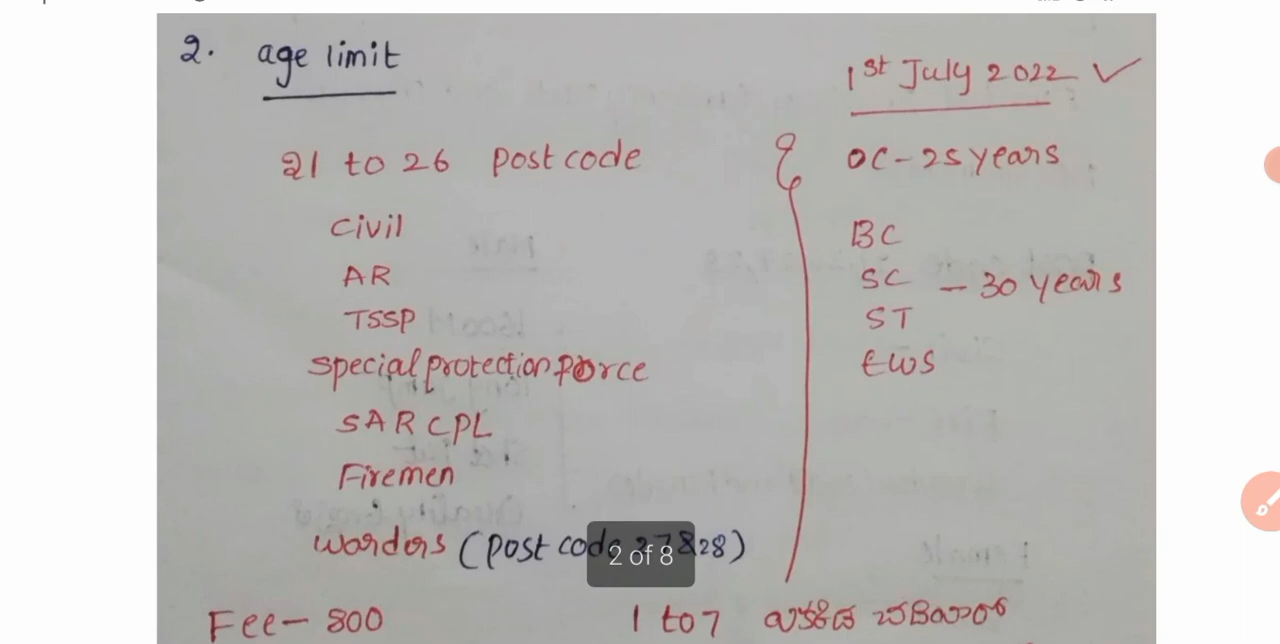 2. age limit
1st July 2022 ✓
21 to 26 Post code
OC - 25 years
Civil
BC
AR
SC - 30 years
TSSP
ST
Special protection Force
EWS
SAR CPL
Firemen
Warders (Post code 27&28)
2 of 8
Fee - 800
1 to 7